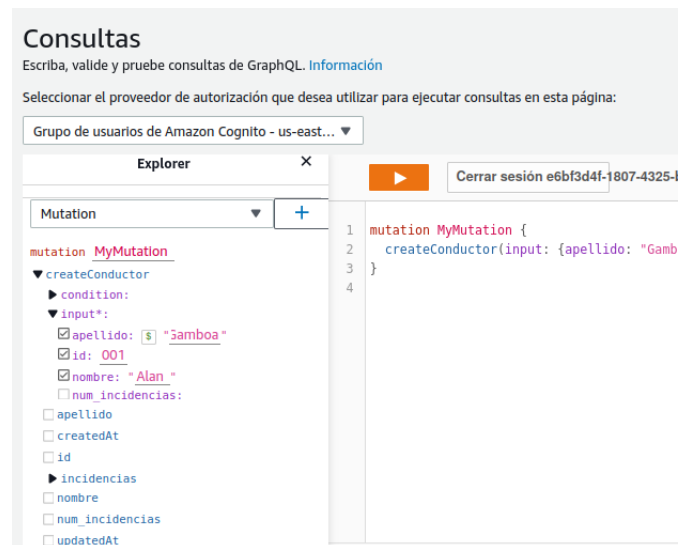 Consultas
Escriba, valide y pruebe consultas de GraphQL. Información
Seleccionar el proveedor de autorización que desea utilizar para ejecutar consultas en esta página:
Grupo de usuarios de Amazon Cognito - us-east... ▼
Explorer ×
Cerrar sesión e6bf3d4f-1807-4325-
Mutation ▼ +
mutation MyMutation
createConductor
condition:
input*:
apellido: $ "Gamboa"
id: 001
nombre: "Alan "
num_incidencias:
apellido
createdAt
id
incidencias
nombre
num_incidencias
updatedAt
1 mutation MyMutation {
2 createConductor(input: {apellido: "Gamb
3 }
4